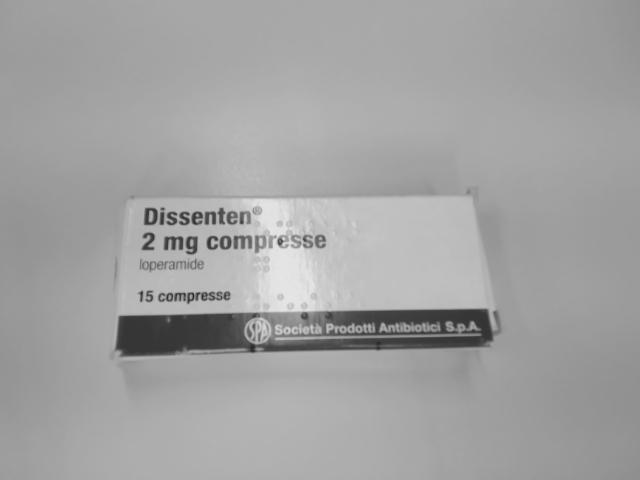 Dissenten®
2 mg compresse
loperamide
15 compresse
SPA Società Prodotti Antibiotici S.p.A.